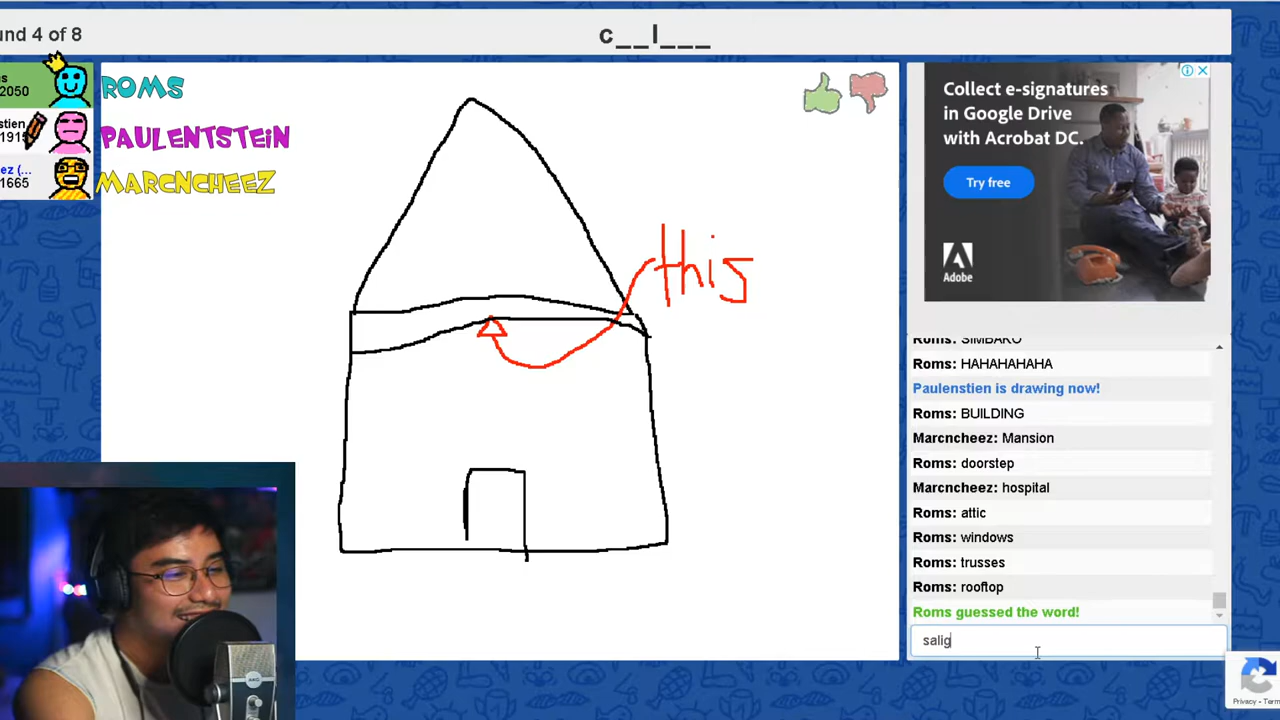 und 4 of 8
c__l___
s
2050
stien
1915
ez (...
1665
ROMS
PAULENTSTEIN
MARCNCHEEZ
this
Collect e-signatures
in Google Drive
with Acrobat DC.
Try free
Adobe
Roms: SIMBAKO
Roms: HAHAHAHAHA
Paulenstien is drawing now!
Roms: BUILDING
Marcncheez: Mansion
Roms: doorstep
Marcncheez: hospital
Roms: attic
Roms: windows
Roms: trusses
Roms: rooftop
Roms guessed the word!
salig
Privacy - Term